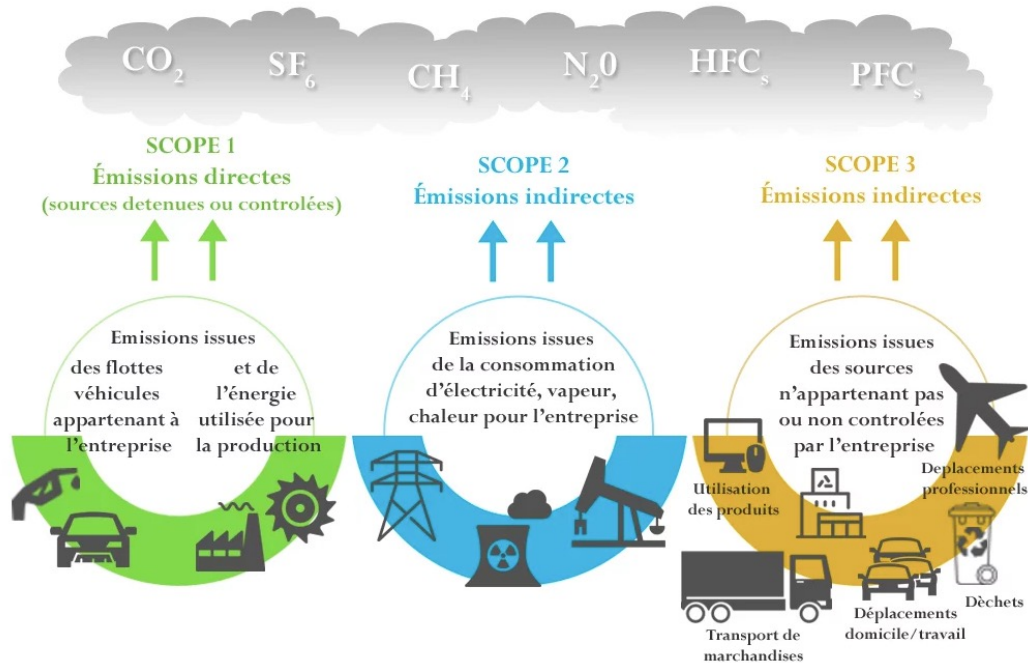 CO₂
SF₆
CH₄
N₂0
HFCs
PFCs
SCOPE 1
Émissions directes
(sources detenues ou controlées)
SCOPE 2
Émissions indirectes
SCOPE 3
Émissions indirectes
Emissions issues
des flottes
véhicules
appartenant à
l'entreprise
et de
l'énergie
utilisée pour
la production
Emissions issues
de la consommation
d'électricité, vapeur,
chaleur pour l'entreprise
Emissions issues
des sources
n'appartenant pas
ou non controlées
par l'entreprise
Utilisation
des produits
Deplacements
professionnels
Transport de
marchandises
Déplacements
domicile/travail
Dèchets